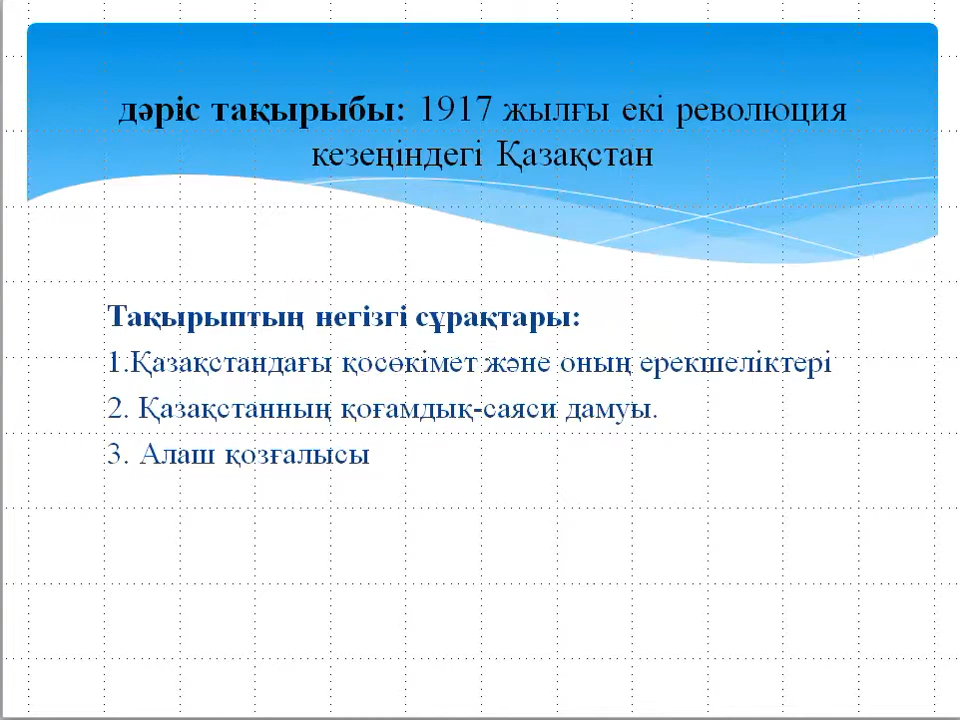 дәріс тақырыбы: 1917 жылғы екі революция
кезеңіндегі Қазақстан
Тақырыптың негізгі сұрақтары:
1.Қазақстандағы қосөкімет және оның ерекшеліктері
2. Қазақстанның қоғамдық-саяси дамуы.
3. Алаш қозғалысы